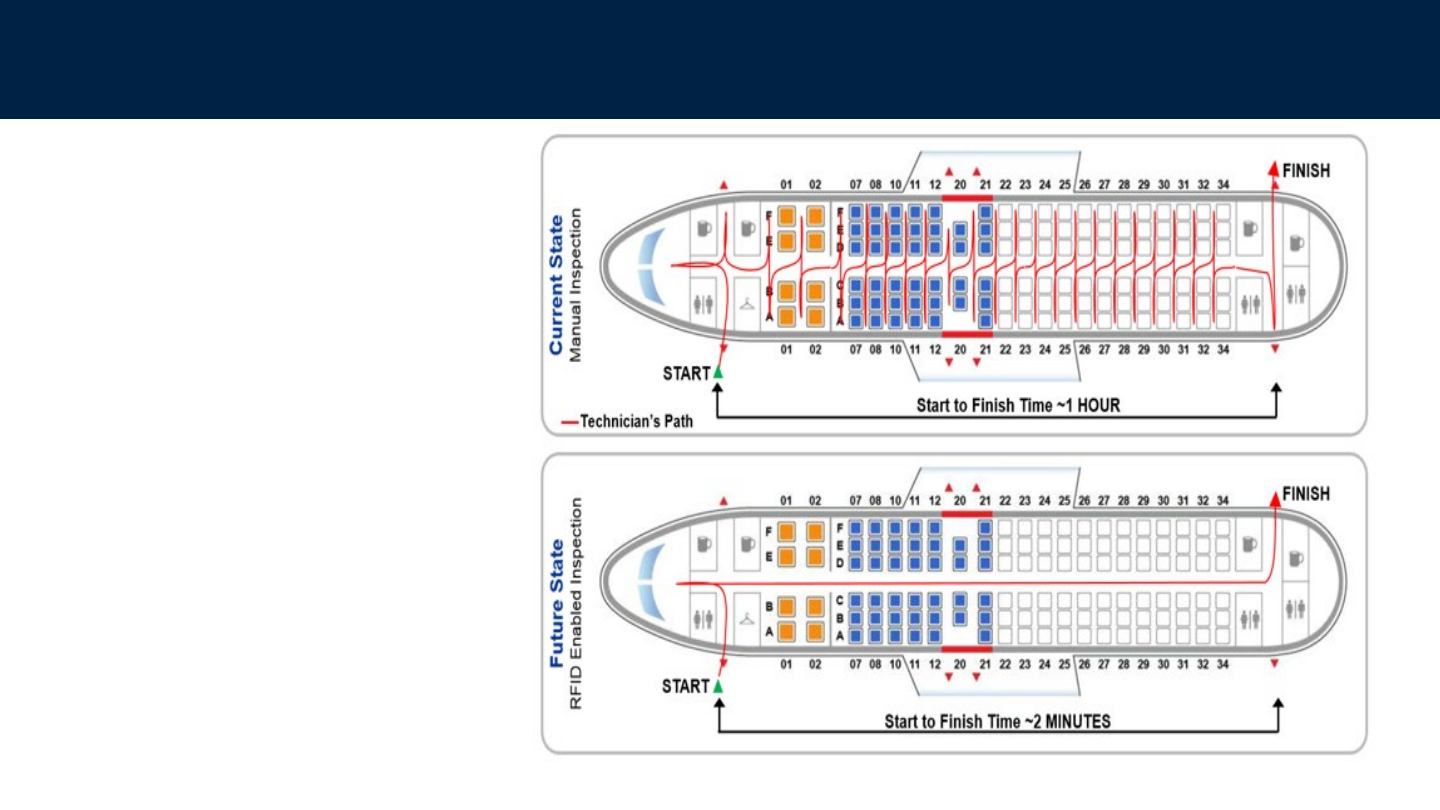 Current State
Manual Inspection
FINISH
01 02 07 08 10 11 12 20 21 22 23 24 25 26 27 28 29 30 31 32 34
F F
E E
D
C
B B
A A
01 02 07 08 10 11 12 20 21 22 23 24 25 26 27 28 29 30 31 32 34
START
Start to Finish Time ~1 HOUR
Technician's Path
Future State
RFID Enabled Inspection
FINISH
01 02 07 08 10 11 12 20 21 22 23 24 25 26 27 28 29 30 31 32 34
F F
E E
D
C
B B
A A
01 02 07 08 10 11 12 20 21 22 23 24 25 26 27 28 29 30 31 32 34
START
Start to Finish Time ~2 MINUTES